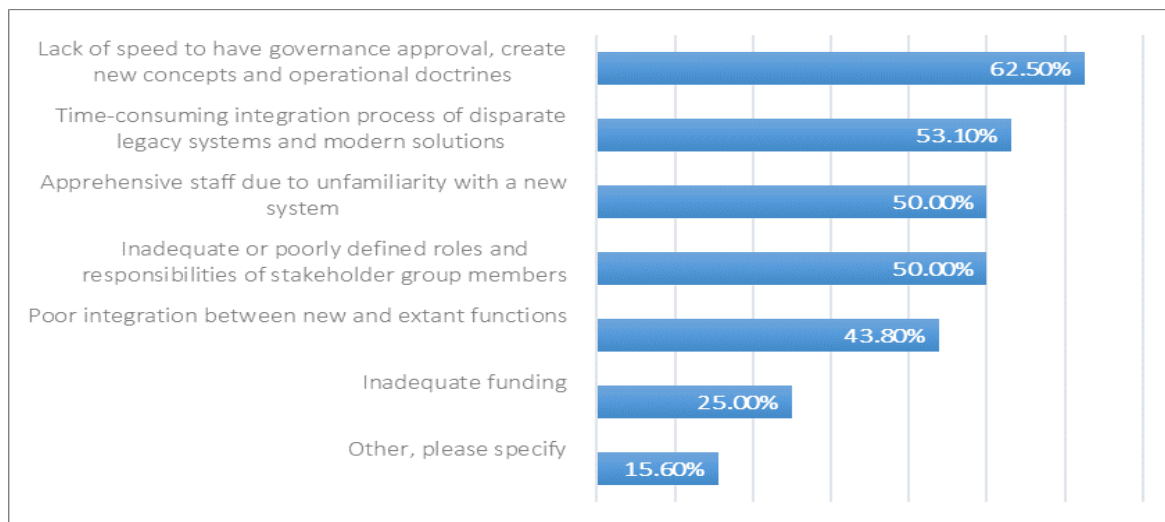 Lack of speed to have governance approval, create
new concepts and operational doctrines
62.50%
Time-consuming integration process of disparate
legacy systems and modern solutions
53.10%
Apprehensive staff due to unfamiliarity with a new
system
50.00%
Inadequate or poorly defined roles and
responsibilities of stakeholder group members
50.00%
Poor integration between new and extant functions
43.80%
Inadequate funding
25.00%
Other, please specify
15.60%